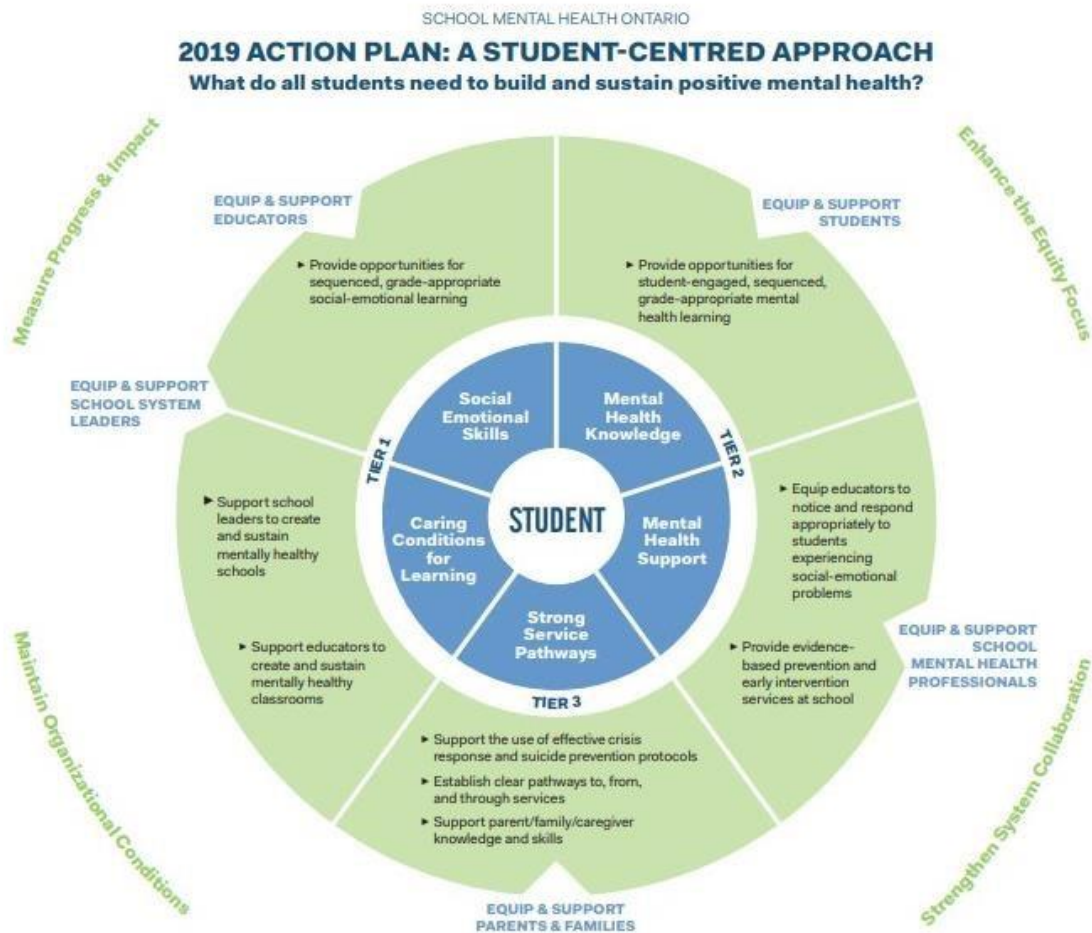 SCHOOL MENTAL HEALTH ONTARIO
2019 ACTION PLAN: A STUDENT-CENTRED APPROACH
What do all students need to build and sustain positive mental health?
Measure Progress & Impact
Enhance the Equity Focus
EQUIP & SUPPORT
EDUCATORS
EQUIP & SUPPORT
STUDENTS
▸ Provide opportunities for
sequenced, grade-appropriate
social-emotional learning
▸ Provide opportunities for
student-engaged, sequenced,
grade-appropriate mental
health learning
EQUIP & SUPPORT
SCHOOL SYSTEM
LEADERS
Social
Emotional
Skills
Mental
Health
Knowledge
TIER 1
TIER 2
▸ Support school
leaders to create
and sustain
mentally healthy
schools
Caring
Conditions
for
Learning
STUDENT
Mental
Health
Support
▸ Equip educators to
notice and respond
appropriately to
students
experiencing
social-emotional
problems
Strong
Service
Pathways
▸ Support educators to
create and sustain
mentally healthy
classrooms
▸ Provide evidence-
based prevention and
early intervention
services at school
EQUIP & SUPPORT
SCHOOL
MENTAL HEALTH
PROFESSIONALS
TIER 3
▸ Support the use of effective crisis
response and suicide prevention protocols
▸ Establish clear pathways to, from,
and through services
▸ Support parent/family/caregiver
knowledge and skills
Maintain Organizational Conditions
Strengthen System Collaboration
EQUIP & SUPPORT
PARENTS & FAMILIES